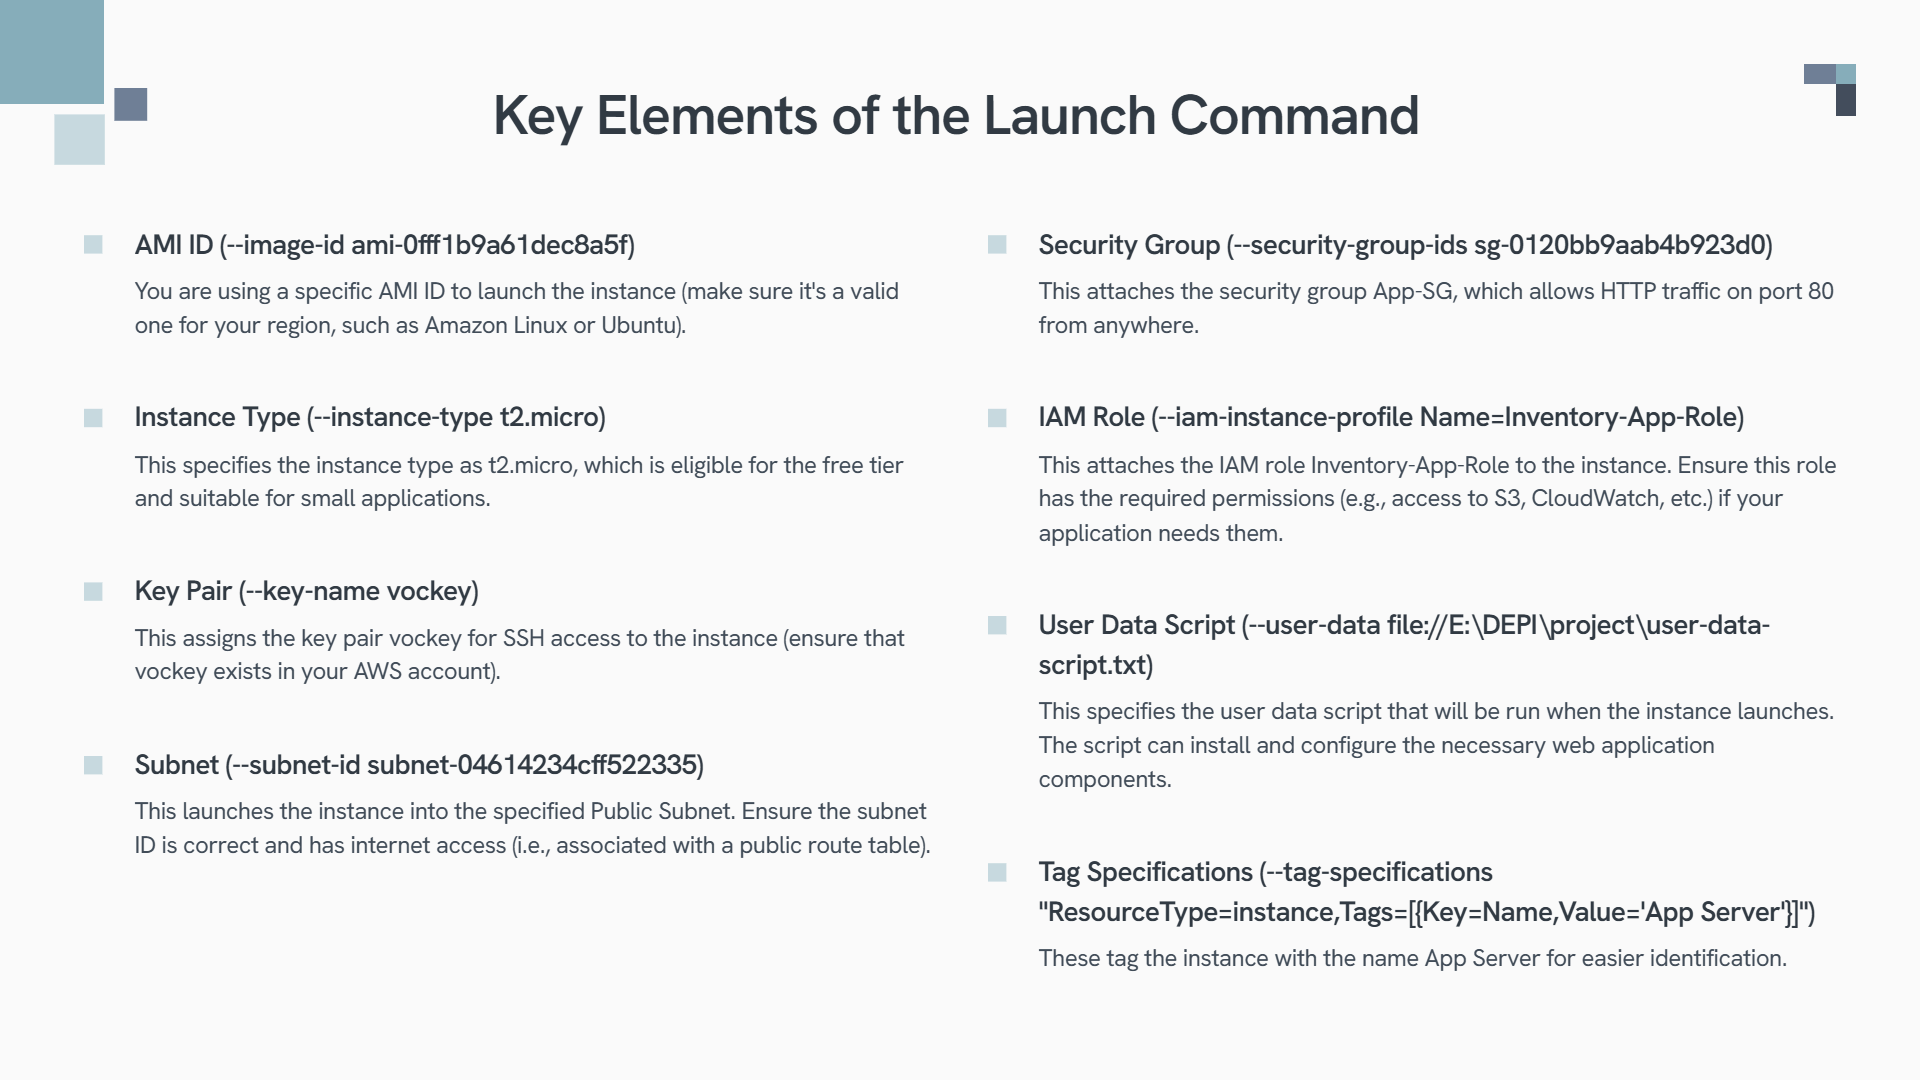 Key Elements of the Launch Command
AMI ID (--image-id ami-0fff1b9a61dec8a5f)
You are using a specific AMI ID to launch the instance (make sure it's a valid
one for your region, such as Amazon Linux or Ubuntu).
Instance Type (--instance-type t2.micro)
This specifies the instance type as t2.micro, which is eligible for the free tier
and suitable for small applications.
Key Pair (--key-name vockey)
This assigns the key pair vockey for SSH access to the instance (ensure that
vockey exists in your AWS account).
Subnet (--subnet-id subnet-04614234cff522335)
This launches the instance into the specified Public Subnet. Ensure the subnet
ID is correct and has internet access (i.e., associated with a public route table).
Security Group (--security-group-ids sg-0120bb9aab4b923d0)
This attaches the security group App-SG, which allows HTTP traffic on port 80
from anywhere.
IAM Role (--iam-instance-profile Name=Inventory-App-Role)
This attaches the IAM role Inventory-App-Role to the instance. Ensure this role
has the required permissions (e.g., access to S3, CloudWatch, etc.) if your
application needs them.
User Data Script (--user-data file://E:\DEPI\project\user-data-
script.txt)
This specifies the user data script that will be run when the instance launches.
The script can install and configure the necessary web application
components.
Tag Specifications (--tag-specifications
"ResourceType=instance,Tags=[{Key=Name,Value='App Server'}]")
These tag the instance with the name App Server for easier identification.